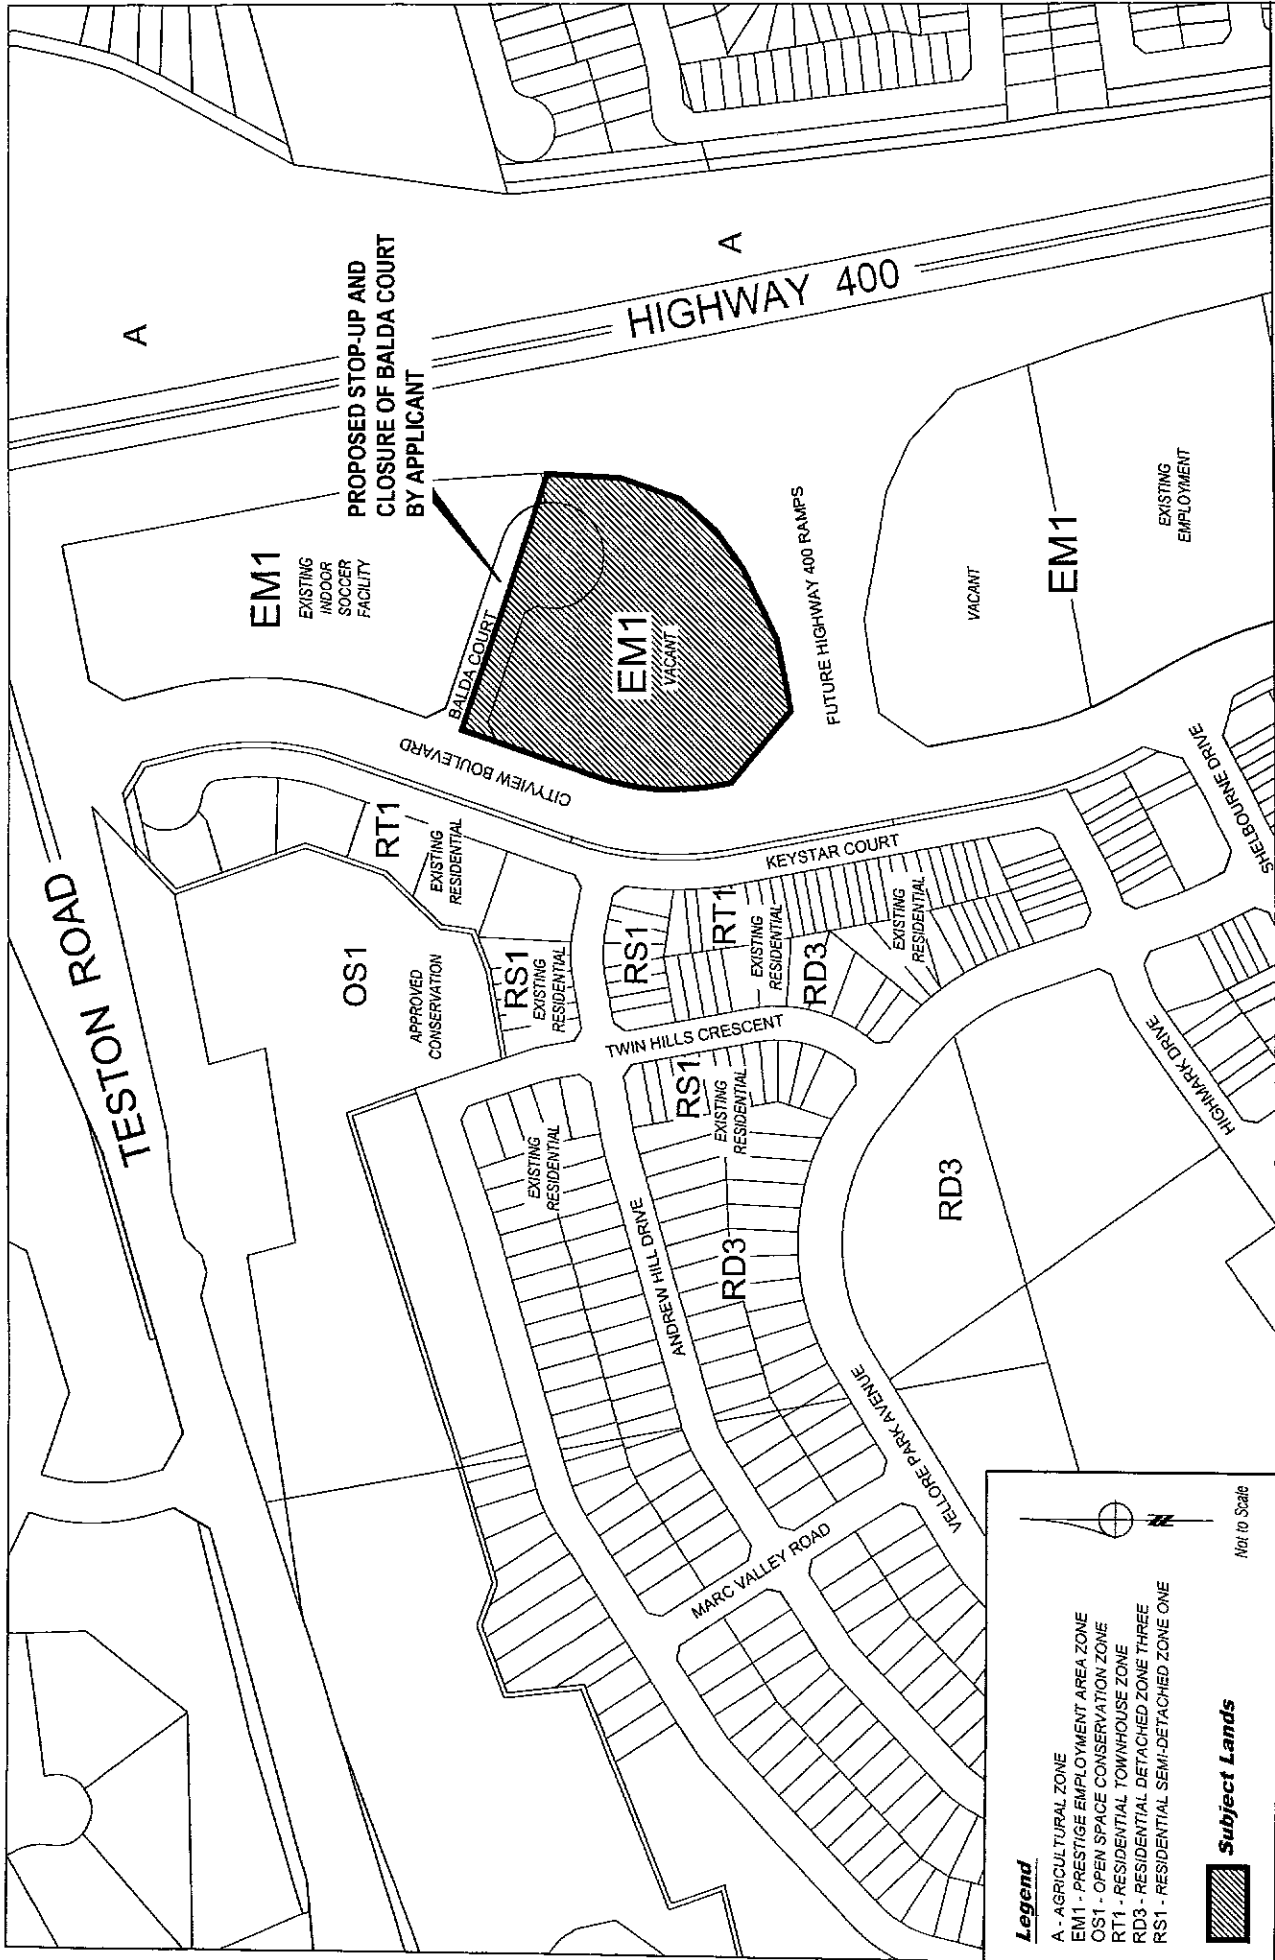 TESTON ROAD
A
PROPOSED STOP-UP AND
CLOSURE OF BALDA COURT
BY APPLICANT
EM1
EXISTING
INDOOR
SOCCER
FACILITY
BALDA COURT
CITYVIEW BOULEVARD
EM1
VACANT
HIGHWAY 400
A
FUTURE HIGHWAY 400 RAMPS
VACANT
EM1
EXISTING
EMPLOYMENT
OS1
APPROVED
CONSERVATION
RT1
EXISTING
RESIDENTIAL
RS1
EXISTING
RESIDENTIAL
RS1
RT1
EXISTING
RESIDENTIAL
RD3
EXISTING
RESIDENTIAL
KEYSTAR COURT
SHELBOURNE DRIVE
TWIN HILLS CRESCENT
RS1
EXISTING
RESIDENTIAL
EXISTING
RESIDENTIAL
ANDREW HILL DRIVE
RD3
RD3
HIGHMARK DRIVE
VELLORE PARK AVENUE
MARC VALLEY ROAD
Legend
A - AGRICULTURAL ZONE
EM1 - PRESTIGE EMPLOYMENT AREA ZONE
OS1 - OPEN SPACE CONSERVATION ZONE
RT1 - RESIDENTIAL TOWNHOUSE ZONE
RD3 - RESIDENTIAL DETACHED ZONE THREE
RS1 - RESIDENTIAL SEMI-DETACHED ZONE ONE
Subject Lands
N
Not to Scale